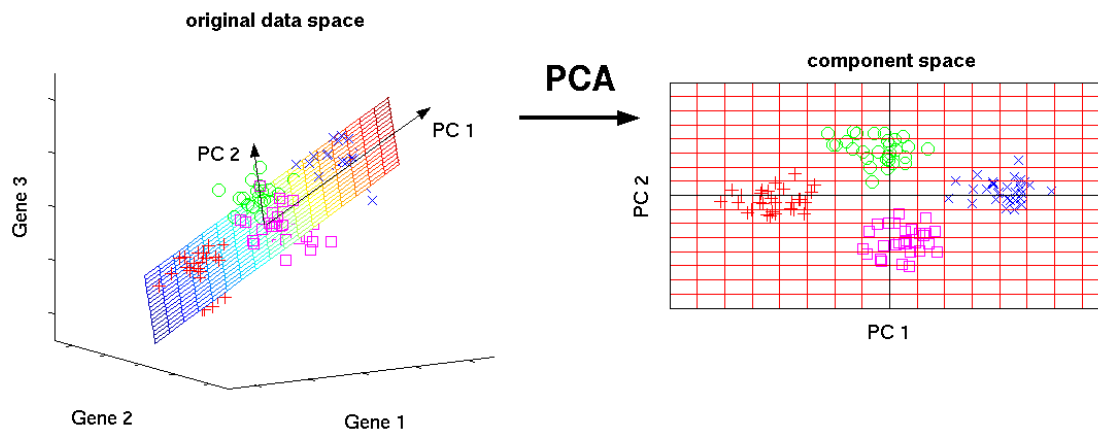 original data space
PCA
component space
PC 1
PC 2
Gene 3
PC 2
Gene 2
Gene 1
PC 1